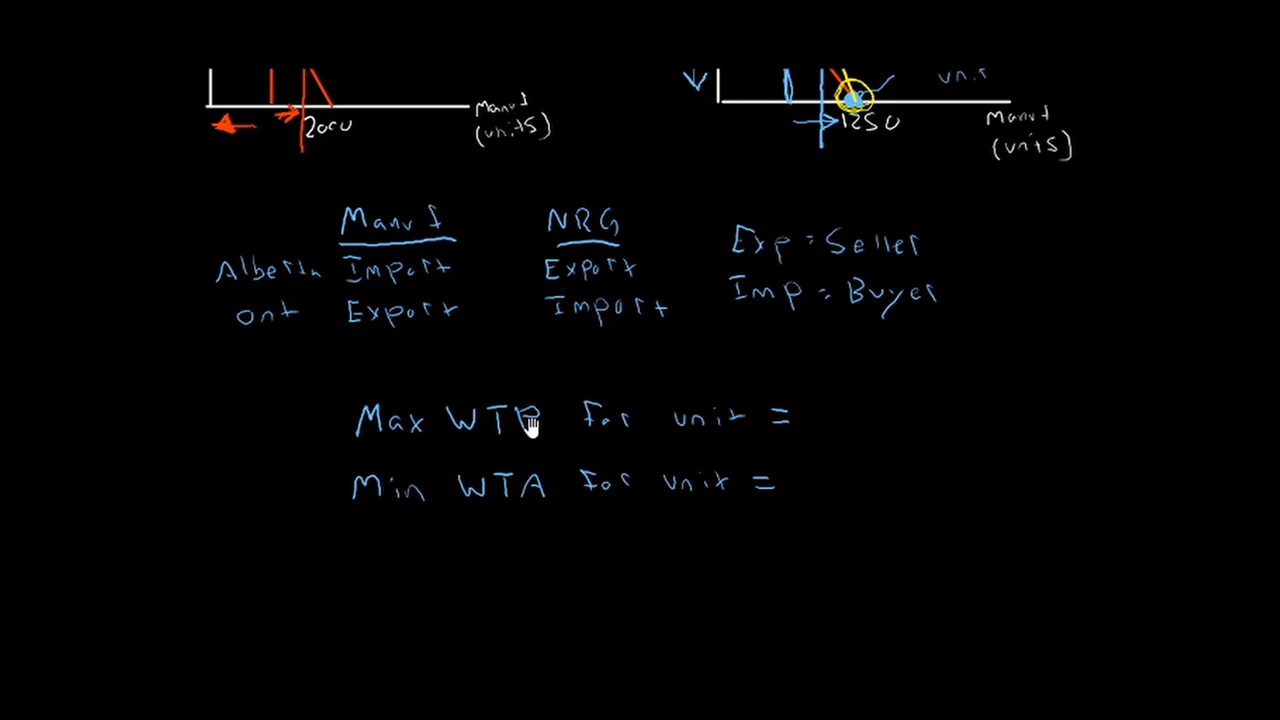 unit
2000 Manuf
(units)
1250 Manuf
(units)
Manuf NRG
Exp = Seller
Alberta Import Export
Imp = Buyer
Ont Export Import
Max WTP for unit =
Min WTA for unit =